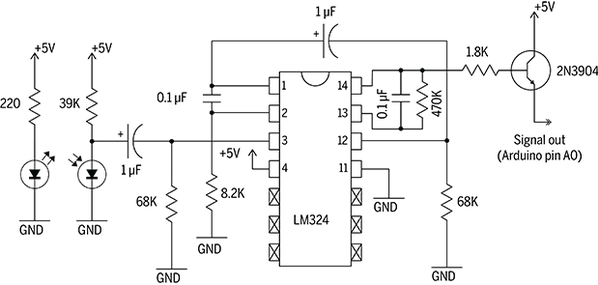 1 µF
+5V
+5V
+5V
220
39K
0.1 µF
+
1 µF
+
+5V
68K
8.2K
1
2
3
4
14
13
12
11
LM324
0.1 µF
470K
1.8K
2N3904
Signal out
(Arduino pin A0)
68K
GND
GND
GND
GND
GND
GND